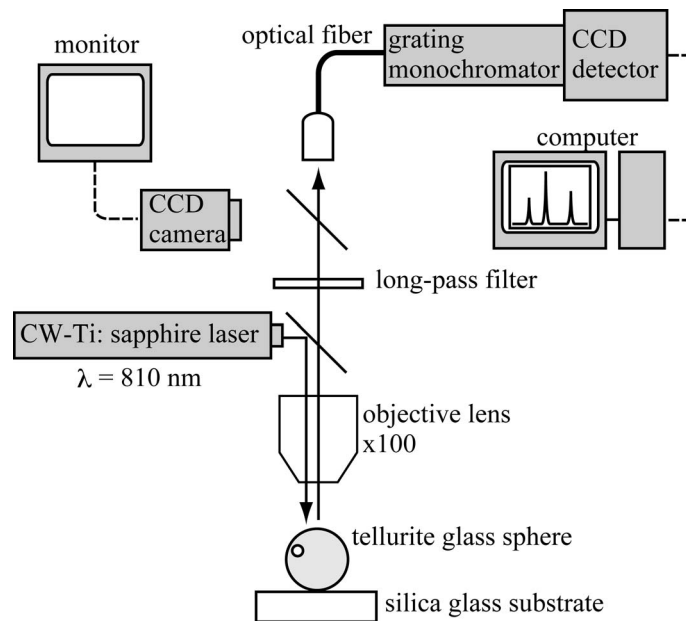 monitor
optical fiber
grating
monochromator
CCD
detector
computer
CCD
camera
long-pass filter
CW-Ti: sapphire laser
λ = 810 nm
objective lens
x100
tellurite glass sphere
silica glass substrate